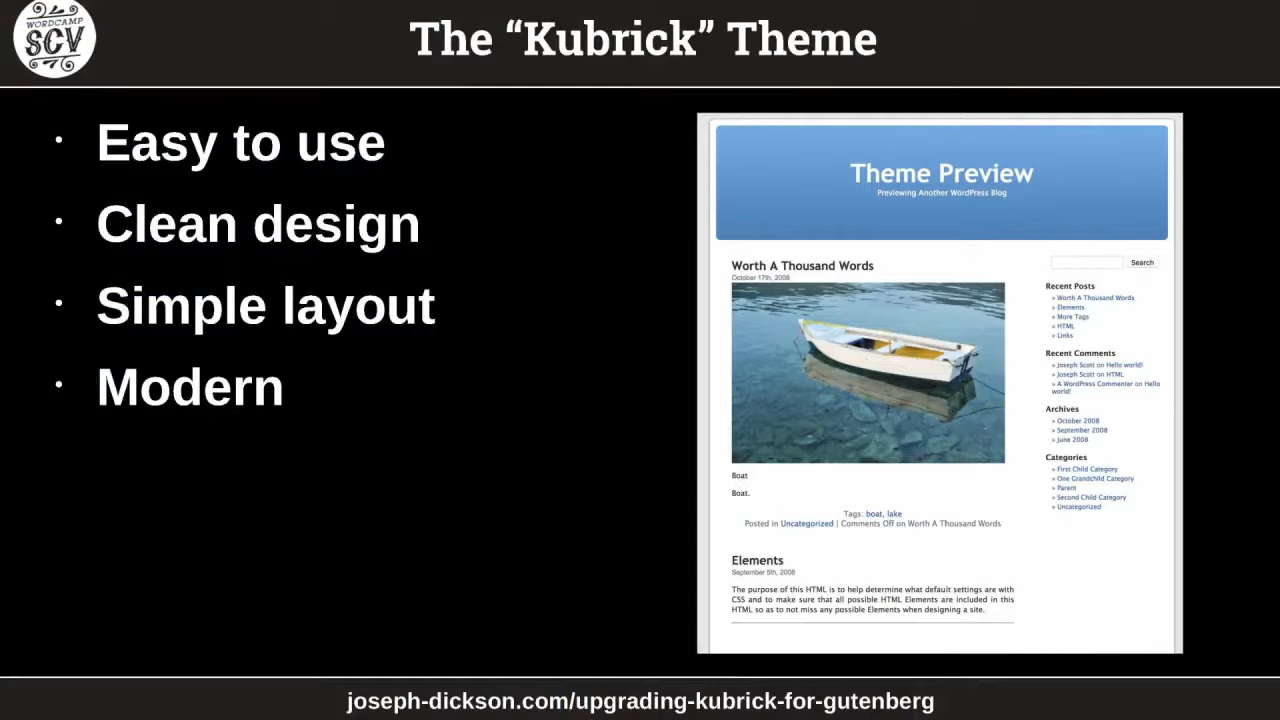 WORDCAMP
SCV
The “Kubrick” Theme
• Easy to use
• Clean design
• Simple layout
• Modern
Theme Preview
Previewing Another WordPress Blog
Worth A Thousand Words
October 17th, 2008
Boat
Boat.
Tags: boat, lake
Posted in Uncategorized | Comments Off on Worth A Thousand Words
Elements
September 5th, 2008
The purpose of this HTML is to help determine what default settings are with
CSS and to make sure that all possible HTML Elements are included in this
HTML so as to not miss any possible Elements when designing a site.
Search
Recent Posts
» Worth A Thousand Words
» Elements
» More Tags
» HTML
» Links
Recent Comments
» Joseph Scott on Hello world!
» Joseph Scott on HTML
» A WordPress Commenter on Hello
world!
Archives
» October 2008
» September 2008
» June 2008
Categories
» First Child Category
» One Grandchild Category
» Parent
» Second Child Category
» Uncategorized
joseph-dickson.com/upgrading-kubrick-for-gutenberg